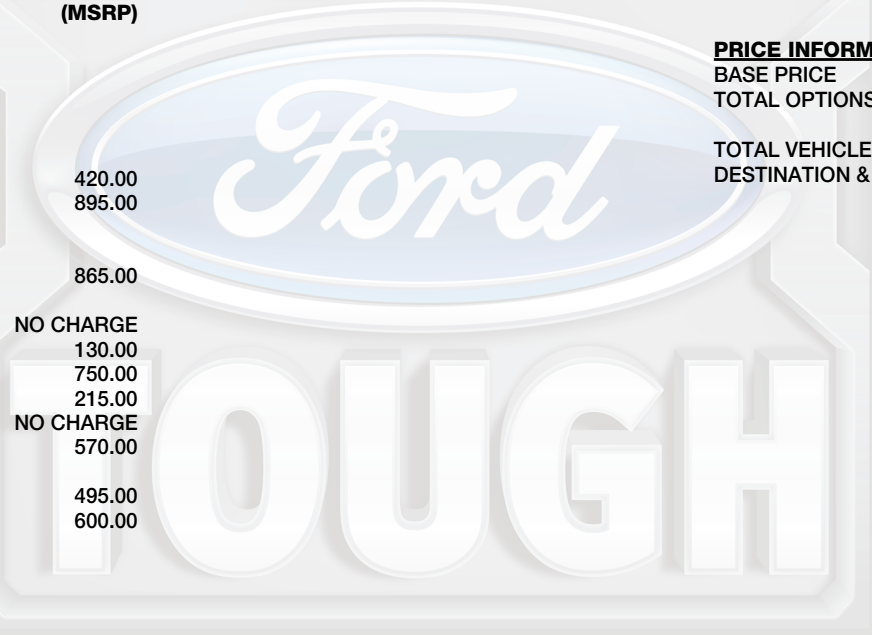 (MSRP)
420.00
895.00
865.00
NO CHARGE
130.00
750.00
215.00
NO CHARGE
570.00
495.00
600.00
PRICE INFORM
BASE PRICE
TOTAL OPTIONS
TOTAL VEHICLE
DESTINATION &
Ford
TOUGH